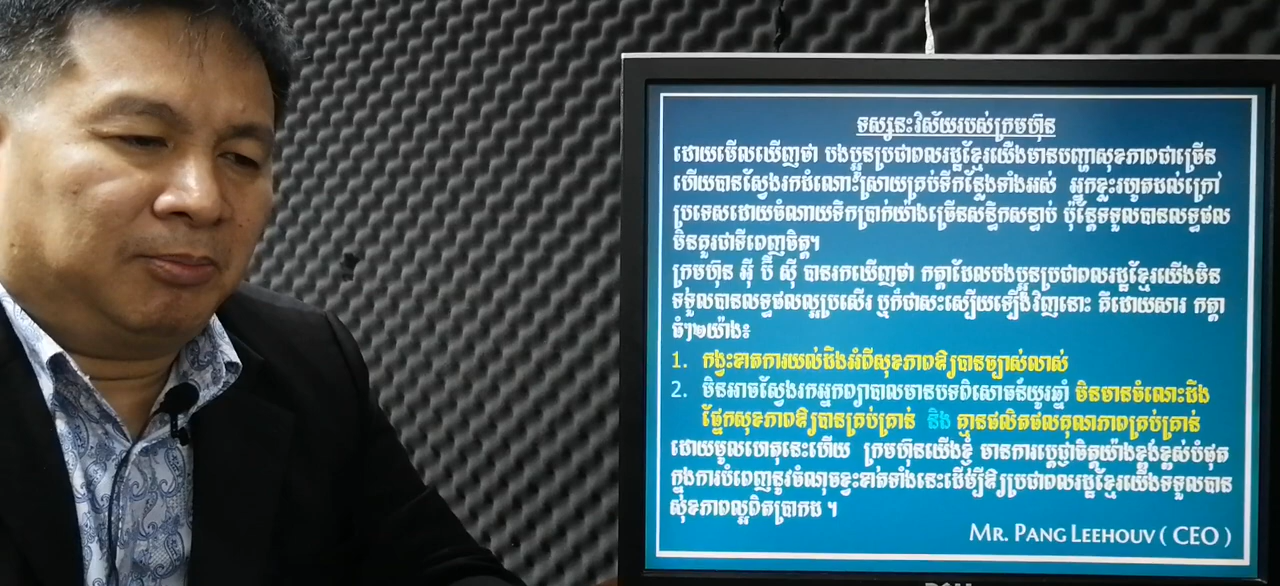 ទស្សនះវិស័យរបស់ក្រុមហ៊ុន
ដោយមើលឃើញថា បងប្អូនប្រជាពលរដ្ឋខ្មែរយើងមានបញ្ហាសុខភាពជាច្រើន
ហើយបានស្វែងរកដំណោះស្រាយគ្រប់ទីកន្លែងទាំងអស់ អ្នកខ្លះរហូតដល់ក្រៅ
ប្រទេសដោយចំណាយទឹកប្រាក់យ៉ាងច្រើនសន្ធឹកសន្ធាប់ ប៉ុន្តែទទួលបានលទ្ធផល
មិនគួរជាទីពេញចិត្ត។
ក្រុមហ៊ុន អ៊ី ប៊ី ស៊ី បានរកឃើញថា កត្តាដែលបងប្អូនប្រជាពលរដ្ឋខ្មែរយើងមិន
ទទួលបានលទ្ធផលល្អប្រសើរ ឬក៏ជាសះស្បើយឡើងវិញនោះ គឺដោយសារ កត្តា
ធំៗ២យ៉ាង៖
1. កង្វះខាតការយល់ដឹងអំពីសុខភាពឱ្យបានច្បាស់លាស់
2. មិនអាចស្វែងរកអ្នកព្យាបាលមានបទពិសោធន៍យូរឆ្នាំ មិនមានចំណេះដឹង
ផ្នែកសុខភាពឱ្យបានគ្រប់គ្រាន់ និង គ្មានផលិតផលគុណភាពគ្រប់គ្រាន់
ដោយមូលហេតុនេះហើយ ក្រុមហ៊ុនយើងខ្ញុំ មានការប្តេជ្ញាចិត្តយ៉ាងខ្ពង់ខ្ពស់បំផុត
ក្នុងការបំពេញនូវចំណុចខ្វះខាតទាំងនេះដើម្បីឱ្យប្រជាពលរដ្ឋខ្មែរយើងទទួលបាន
សុខភាពល្អពិតប្រាកដ ។
MR. PANG LEEHOUV ( CEO )